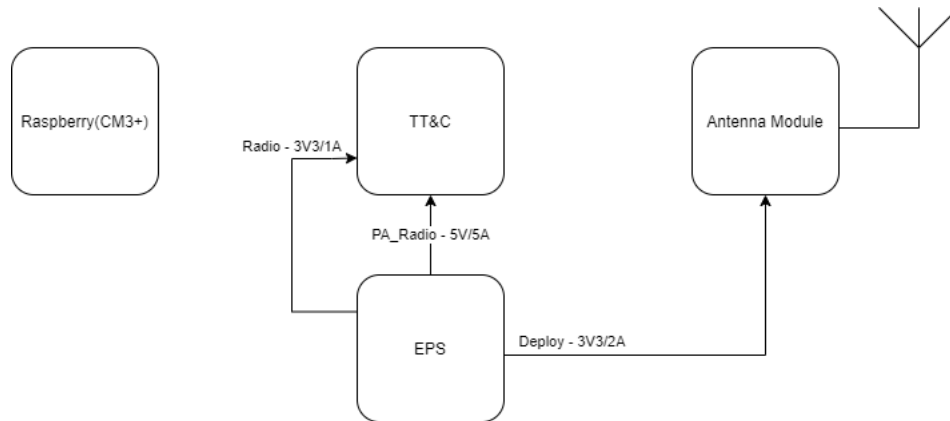 Raspberry(CM3+)
TT&C
Antenna Module
Radio - 3V3/1A
PA_Radio - 5V/5A
EPS
Deploy - 3V3/2A